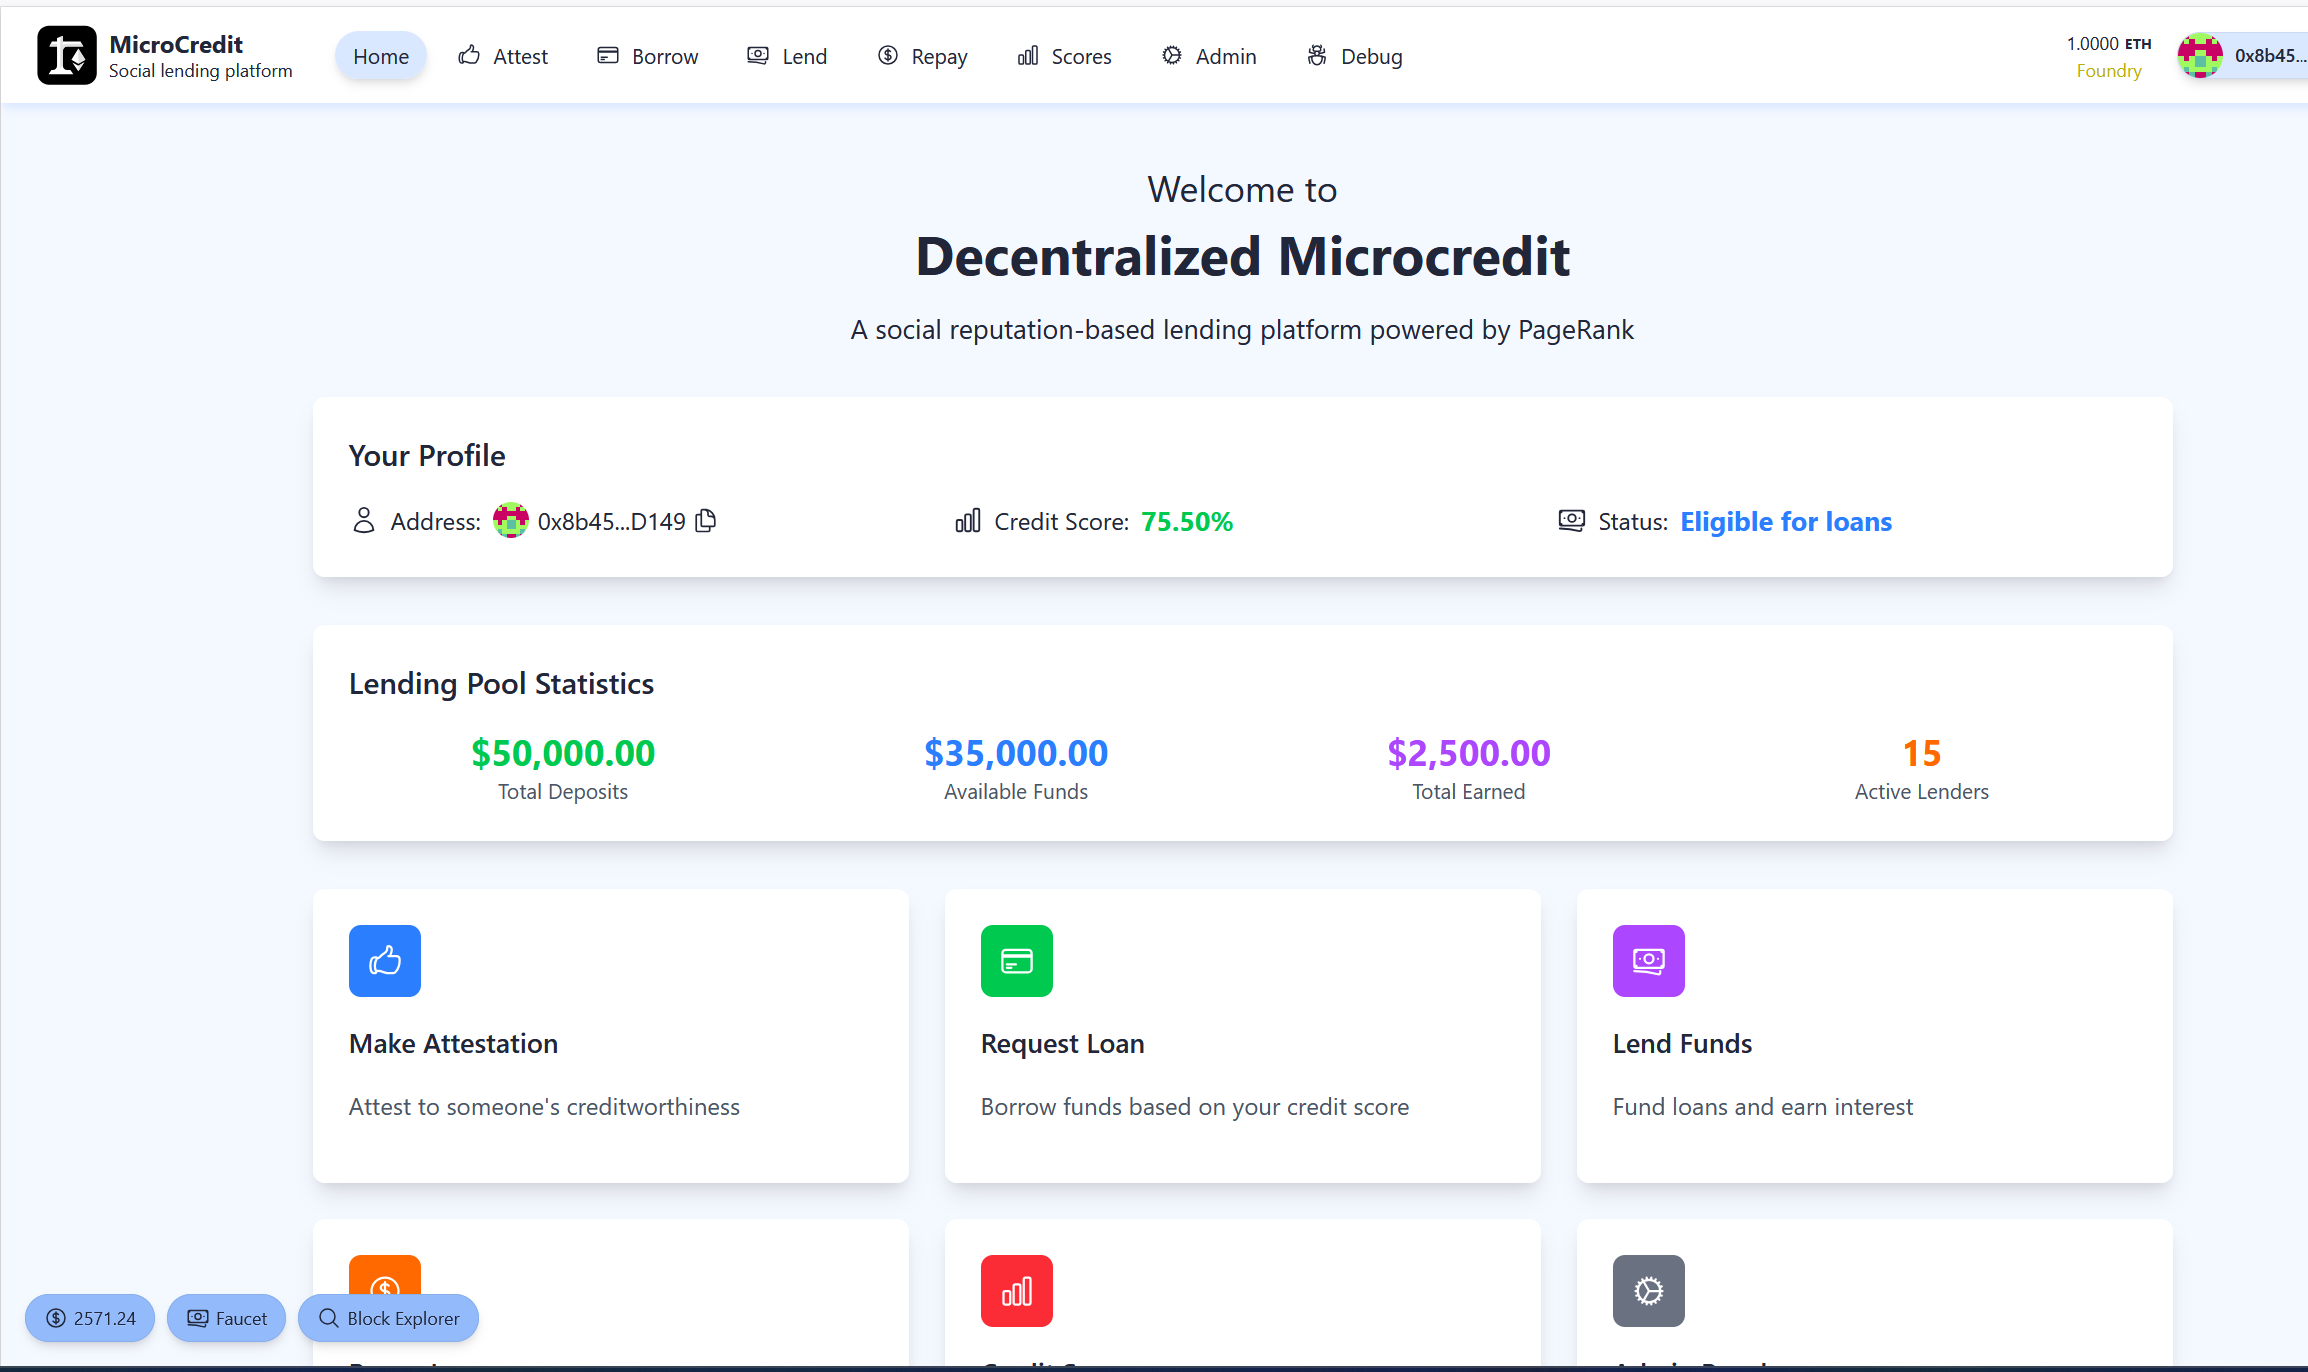 MicroCredit
Social lending platform
Home
Attest
Borrow
Lend
Repay
Scores
Admin
Debug
1.0000 ETH
Foundry
0x8b45...
Welcome to
Decentralized Microcredit
A social reputation-based lending platform powered by PageRank
Your Profile
Address: 0x8b45...D149
Credit Score: 75.50%
Status: Eligible for loans
Lending Pool Statistics
$50,000.00
Total Deposits
$35,000.00
Available Funds
$2,500.00
Total Earned
15
Active Lenders
Make Attestation
Attest to someone's creditworthiness
Request Loan
Borrow funds based on your credit score
Lend Funds
Fund loans and earn interest
2571.24
Faucet
Block Explorer